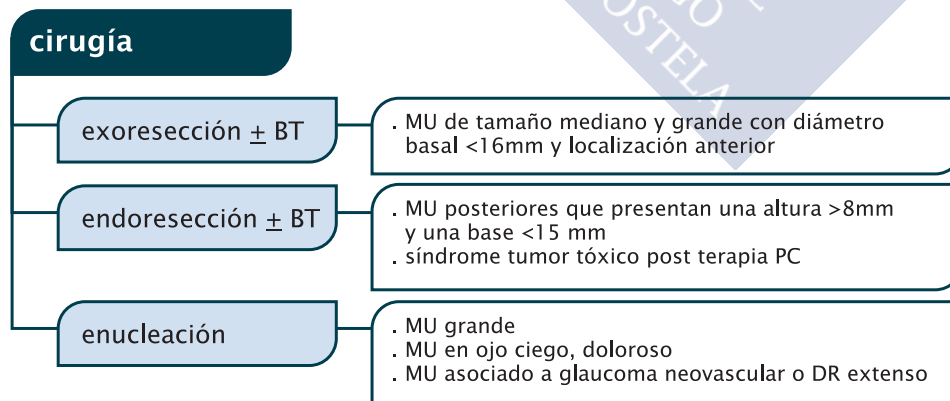 cirugía
exoresección ± BT
. MU de tamaño mediano y grande con diámetro
basal <16mm y localización anterior
endoresección ± BT
. MU posteriores que presentan una altura >8mm
y una base <15 mm
. síndrome tumor tóxico post terapia PC
enucleación
. MU grande
. MU en ojo ciego, doloroso
. MU asociado a glaucoma neovascular o DR extenso